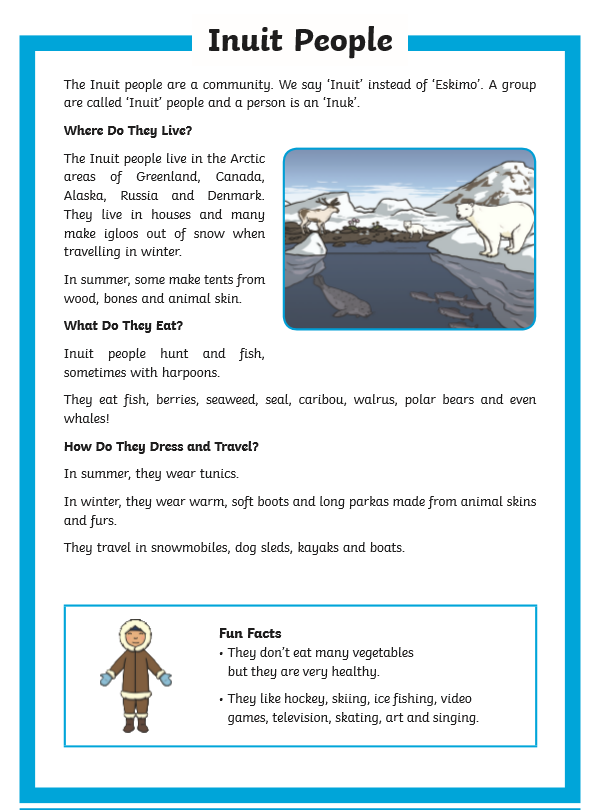 Inuit People
The Inuit people are a community. We say ‘Inuit’ instead of ‘Eskimo’. A group
are called ‘Inuit’ people and a person is an ‘Inuk’.
Where Do They Live?
The Inuit people live in the Arctic
areas of Greenland, Canada,
Alaska, Russia and Denmark.
They live in houses and many
make igloos out of snow when
travelling in winter.
In summer, some make tents from
wood, bones and animal skin.
What Do They Eat?
Inuit people hunt and fish,
sometimes with harpoons.
They eat fish, berries, seaweed, seal, caribou, walrus, polar bears and even
whales!
How Do They Dress and Travel?
In summer, they wear tunics.
In winter, they wear warm, soft boots and long parkas made from animal skins
and furs.
They travel in snowmobiles, dog sleds, kayaks and boats.
Fun Facts
• They don’t eat many vegetables
but they are very healthy.
• They like hockey, skiing, ice fishing, video
games, television, skating, art and singing.